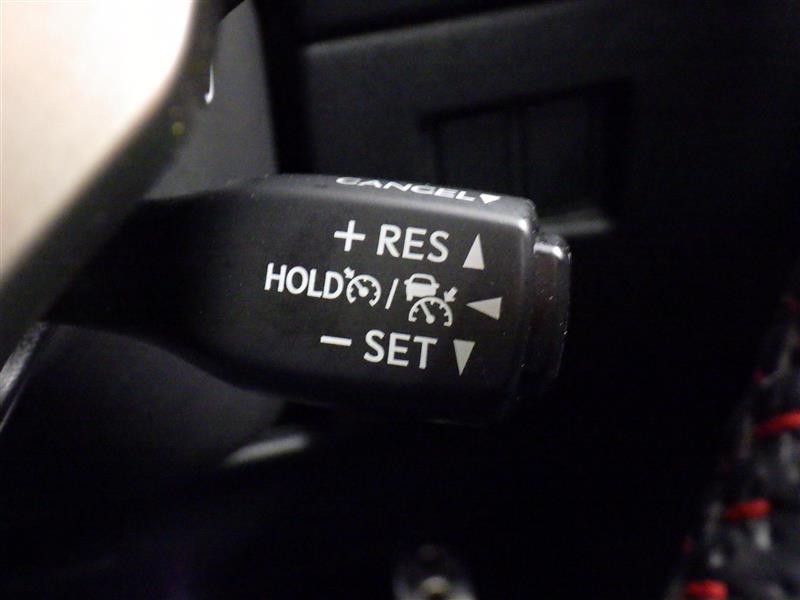 CANCEL
+ RES
HOLD /
− SET